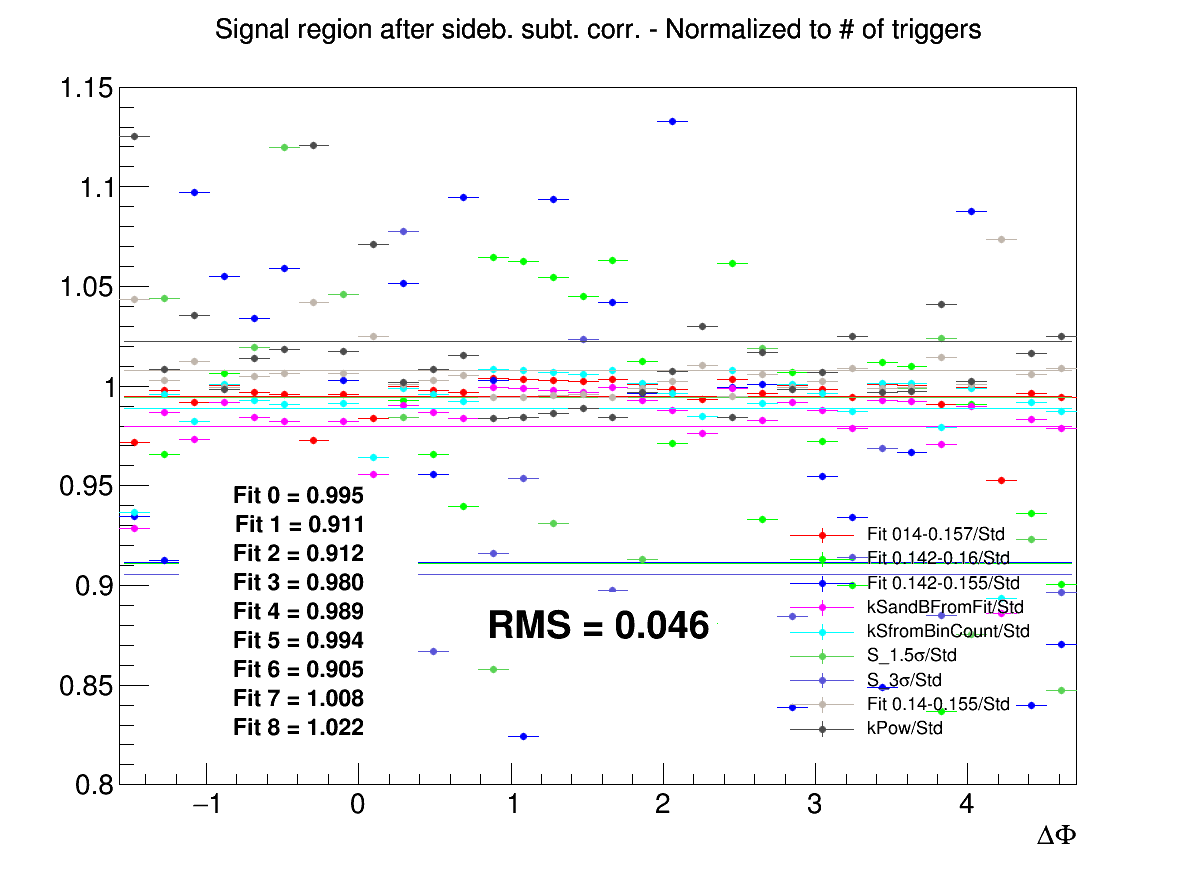 Signal region after sideb. subt. corr. - Normalized to # of triggers
1.15
1.1
1.05
1
0.95
0.9
0.85
0.8
Fit 0 = 0.995
Fit 1 = 0.911
Fit 2 = 0.912
Fit 3 = 0.980
Fit 4 = 0.989
Fit 5 = 0.994
Fit 6 = 0.905
Fit 7 = 1.008
Fit 8 = 1.022
RMS = 0.046
Fit 014-0.157/Std
Fit 0.142-0.16/Std
Fit 0.142-0.155/Std
kSandBFromFit/Std
kSfromBinCount/Std
S_1.5σ/Std
S_3σ/Std
Fit 0.14-0.155/Std
kPow/Std
−1 0 1 2 3 4
ΔΦ